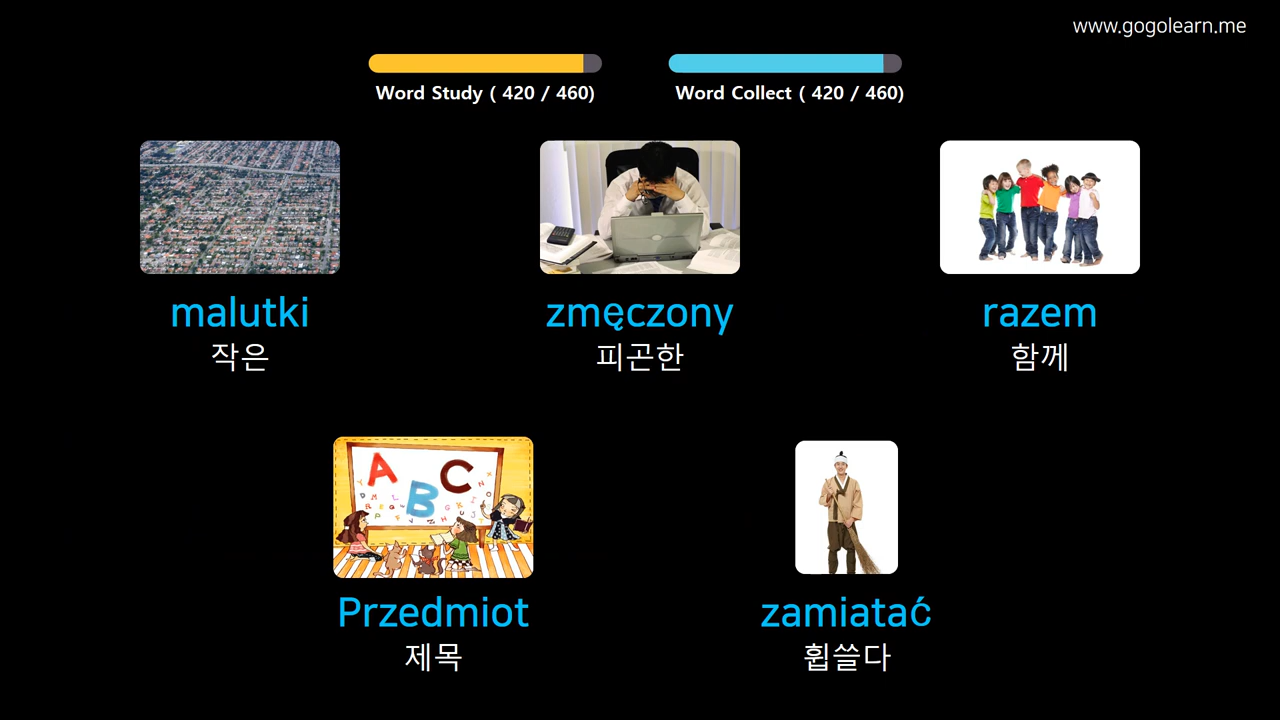 www.gogolearn.me
Word Study ( 420 / 460)
Word Collect ( 420 / 460)
malutki
작은
zmęczony
피곤한
razem
함께
A B C
Przedmiot
제목
zamiatać
휩쓸다